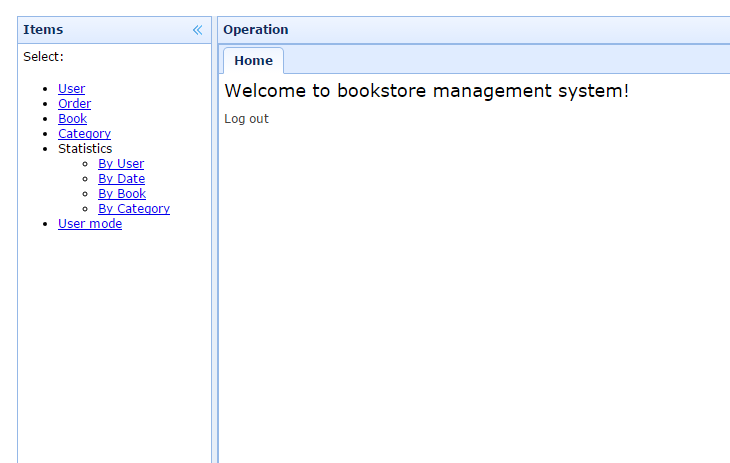 Items
Select:
User
Order
Book
Category
Statistics
By User
By Date
By Book
By Category
User mode
Operation
Home
Welcome to bookstore management system!
Log out